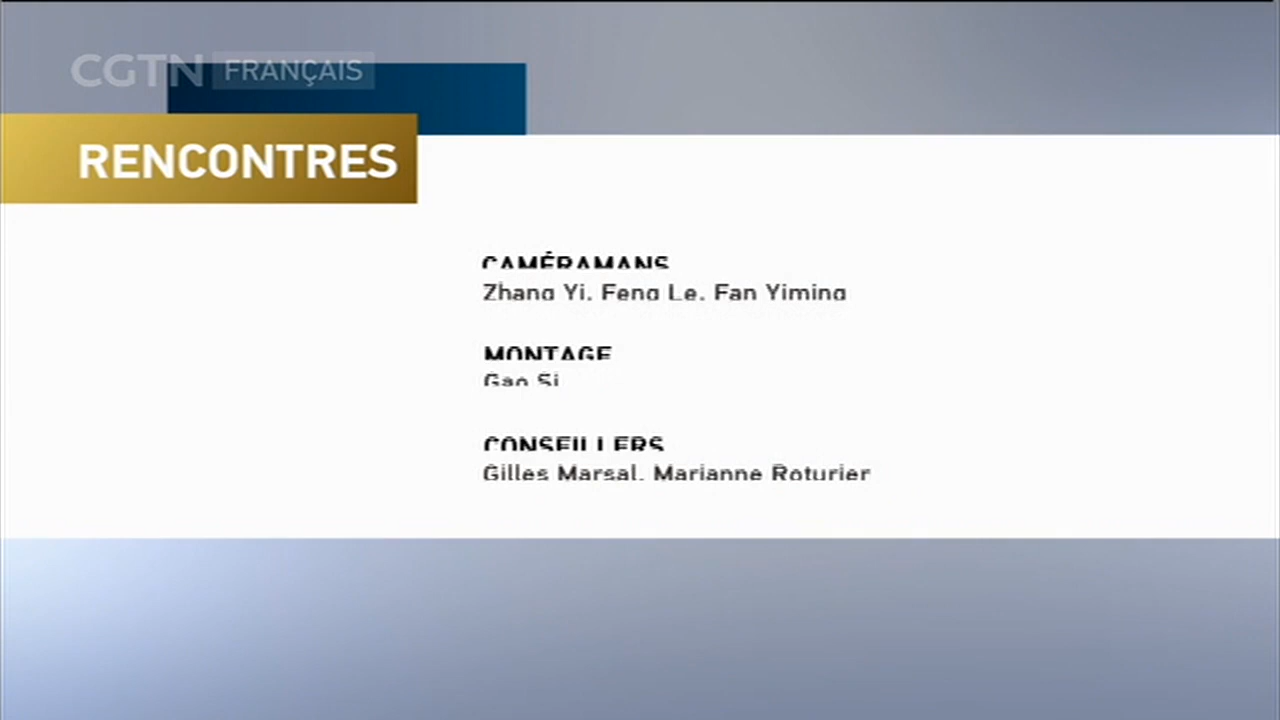 CGTN FRANÇAIS
RENCONTRES
CAMÉRAMANS
Zhang Yi, Feng Le, Fan Yiming
MONTAGE
Gao Si
CONSEILLERS
Gilles Marsal, Marianne Roturier